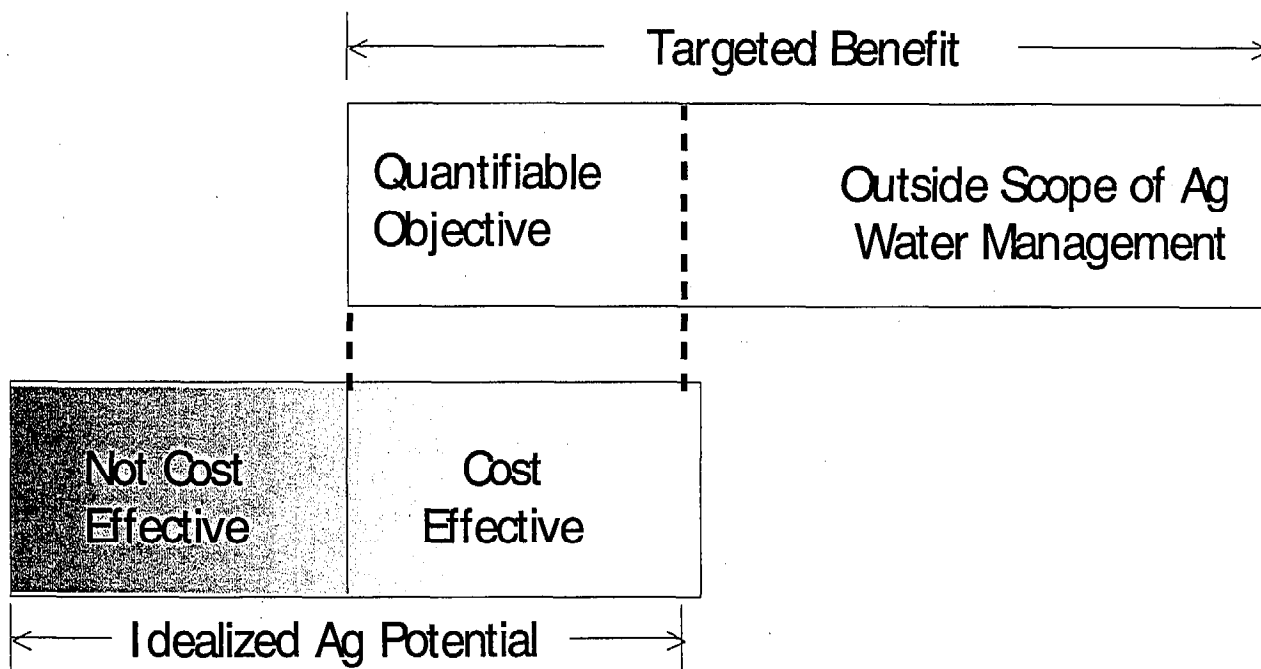 Targeted Benefit
Quantifiable
Objective
Outside Scope of Ag
Water Management
Not Cost
Effective
Cost
Effective
Idealized Ag Potential